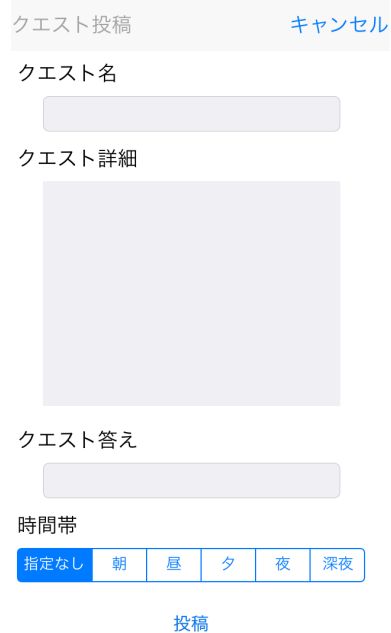 クエスト投稿 キャンセル
クエスト名
クエスト詳細
クエスト答え
時間帯
指定なし 朝 昼 夕 夜 深夜
投稿